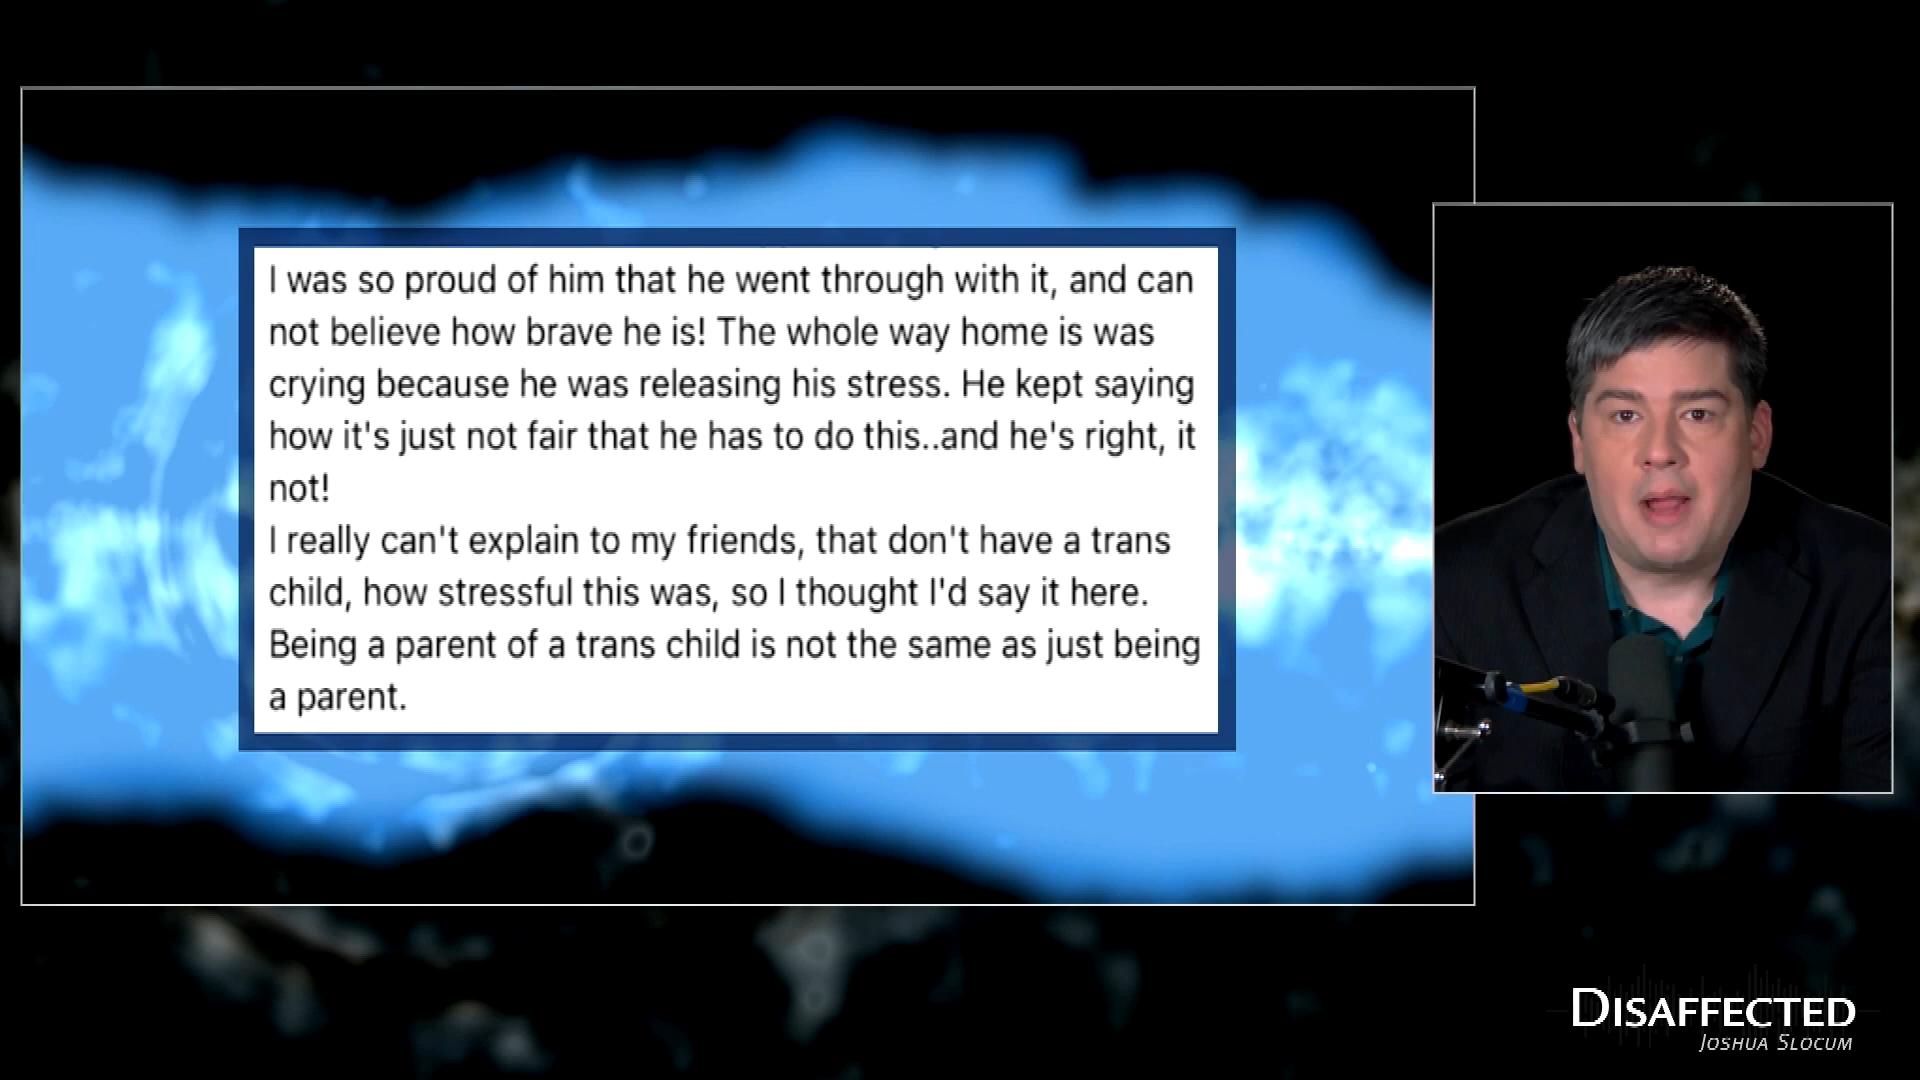 I was so proud of him that he went through with it, and can
not believe how brave he is! The whole way home is was
crying because he was releasing his stress. He kept saying
how it's just not fair that he has to do this..and he's right, it
not!
I really can't explain to my friends, that don't have a trans
child, how stressful this was, so I thought I'd say it here.
Being a parent of a trans child is not the same as just being
a parent.
DISAFFECTED
JOSHUA SLOCUM